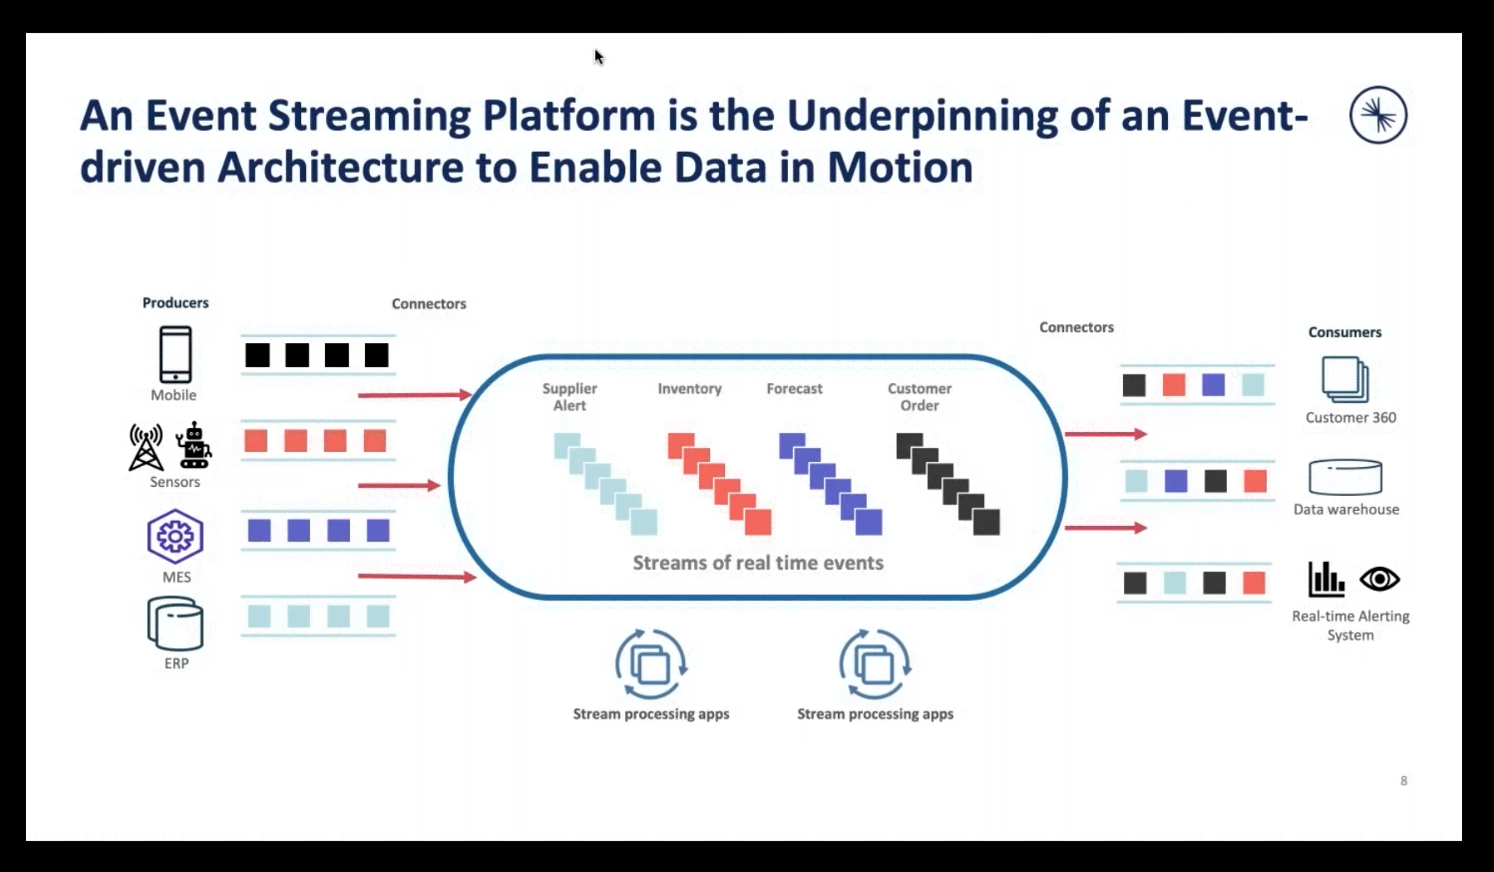 An Event Streaming Platform is the Underpinning of an Event-
driven Architecture to Enable Data in Motion
Producers
Connectors
Mobile
Sensors
MES
ERP
Supplier
Alert
Inventory
Forecast
Customer
Order
Streams of real time events
Stream processing apps
Stream processing apps
Connectors
Consumers
Customer 360
Data warehouse
Real-time Alerting
System
8